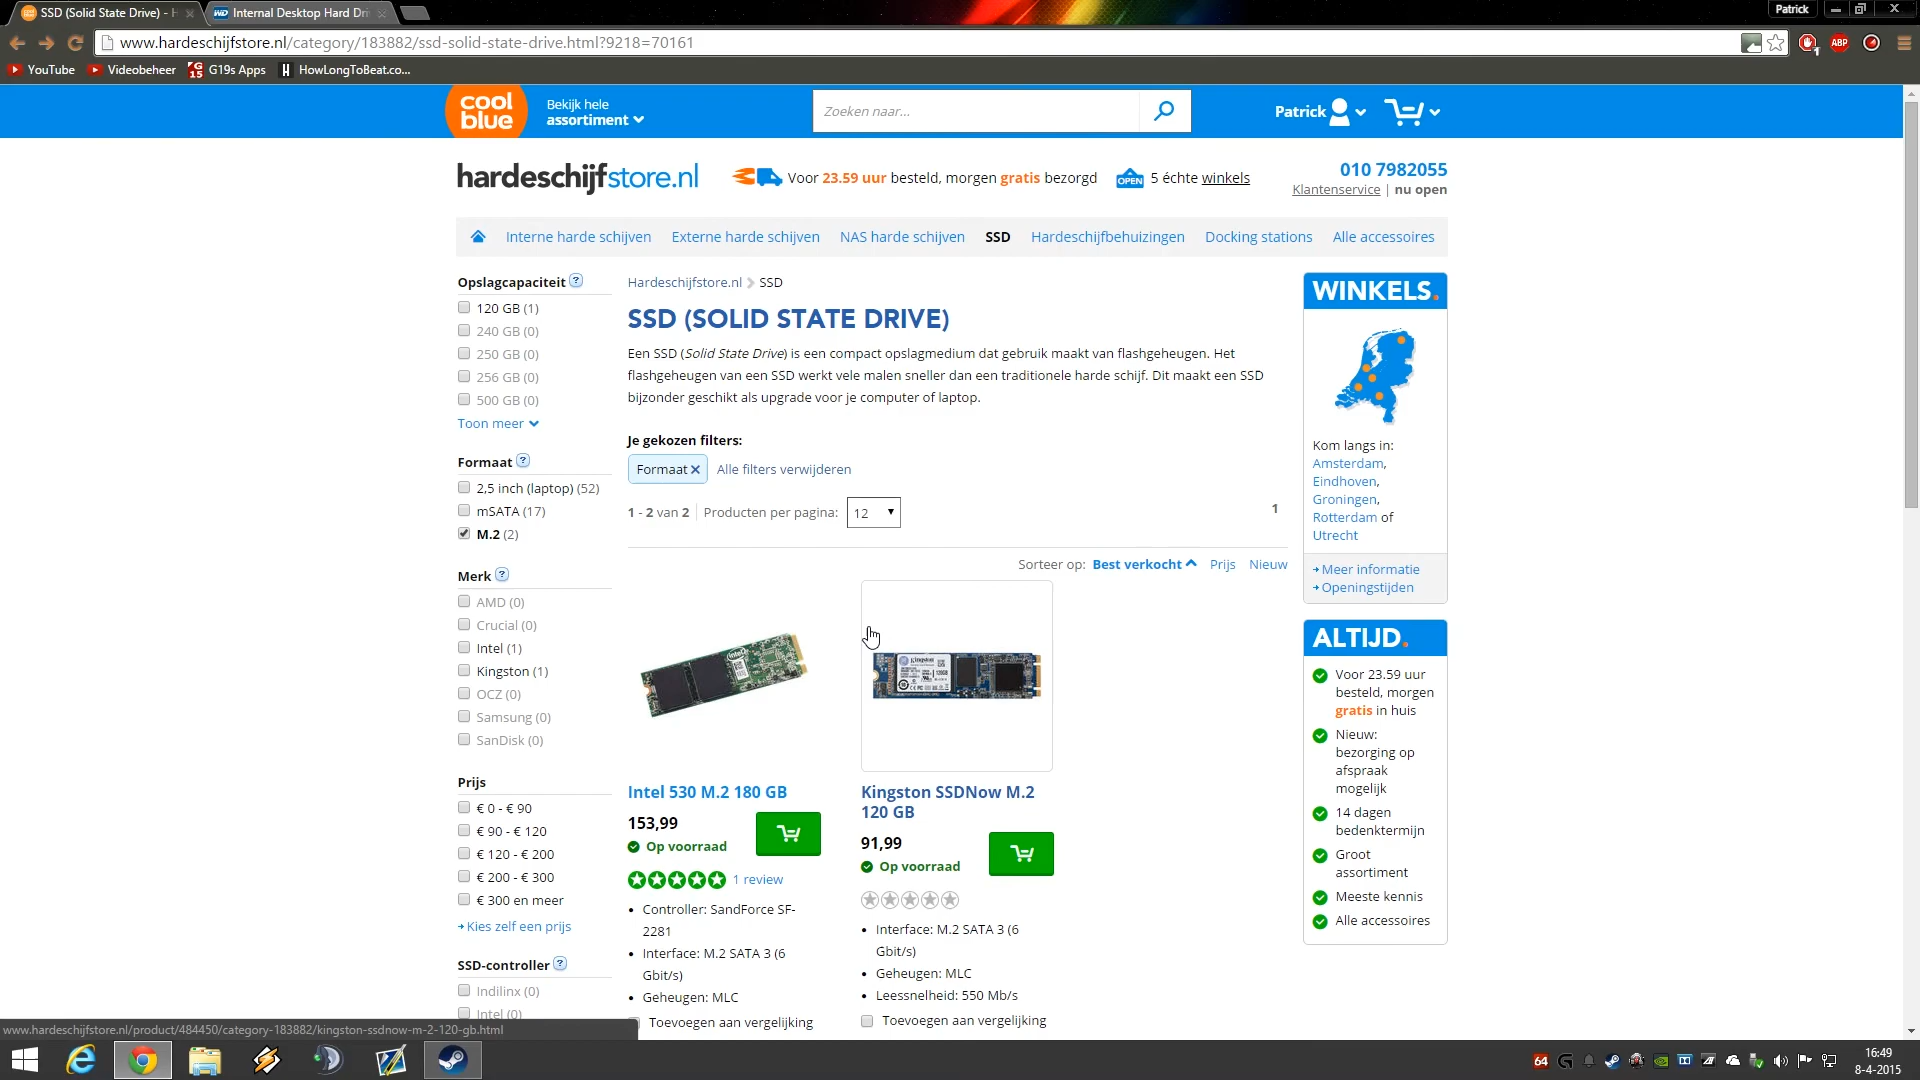 SSD (Solid State Drive) - H
Internal Desktop Hard Dri
Patrick
www.hardeschijfstore.nl/category/183882/ssd-solid-state-drive.html?9218=70161
ABP
YouTube
Videobeheer
G19s Apps
HowLongToBeat.co...
cool
blue
Bekijk hele
assortiment
Zoeken naar...
Patrick
hardeschijfstore.nl
Voor 23.59 uur besteld, morgen gratis bezorgd
OPEN
5 échte winkels
010 7982055
Klantenservice | nu open
Interne harde schijven
Externe harde schijven
NAS harde schijven
SSD
Hardeschijfbehuizingen
Docking stations
Alle accessoires
Opslagcapaciteit ?
120 GB (1)
240 GB (0)
250 GB (0)
256 GB (0)
500 GB (0)
Toon meer
Formaat ?
2,5 inch (laptop) (52)
mSATA (17)
M.2 (2)
Merk ?
AMD (0)
Crucial (0)
Intel (1)
Kingston (1)
OCZ (0)
Samsung (0)
SanDisk (0)
Prijs
€ 0 - € 90
€ 90 - € 120
€ 120 - € 200
€ 200 - € 300
€ 300 en meer
Kies zelf een prijs
SSD-controller ?
Indilinx (0)
Intel (0)
Hardeschijfstore.nl
SSD
SSD (SOLID STATE DRIVE)
Een SSD (Solid State Drive) is een compact opslagmedium dat gebruik maakt van flashgeheugen. Het
flashgeheugen van een SSD werkt vele malen sneller dan een traditionele harde schijf. Dit maakt een SSD
bijzonder geschikt als upgrade voor je computer of laptop.
Je gekozen filters:
Formaat
Alle filters verwijderen
1 - 2 van 2
Producten per pagina:
12
1
Sorteer op: Best verkocht Prijs Nieuw
Intel 530 M.2 180 GB
153,99
Op voorraad
1 review
Controller: SandForce SF-
2281
Interface: M.2 SATA 3 (6
Gbit/s)
Geheugen: MLC
Toevoegen aan vergelijking
Kingston
Kingston SSDNow M.2
120 GB
91,99
Op voorraad
Interface: M.2 SATA 3 (6
Gbit/s)
Geheugen: MLC
Leessnelheid: 550 Mb/s
Toevoegen aan vergelijking
WINKELS.
Kom langs in:
Amsterdam,
Eindhoven,
Groningen,
Rotterdam of
Utrecht
Meer informatie
Openingstijden
ALTIJD.
Voor 23.59 uur
besteld, morgen
gratis in huis
Nieuw:
bezorging op
afspraak
mogelijk
14 dagen
bedenktermijn
Groot
assortiment
Meeste kennis
Alle accessoires
www.hardeschijfstore.nl/product/484450/category-183882/kingston-ssdnow-m-2-120-gb.html
64
16:49
8-4-2015